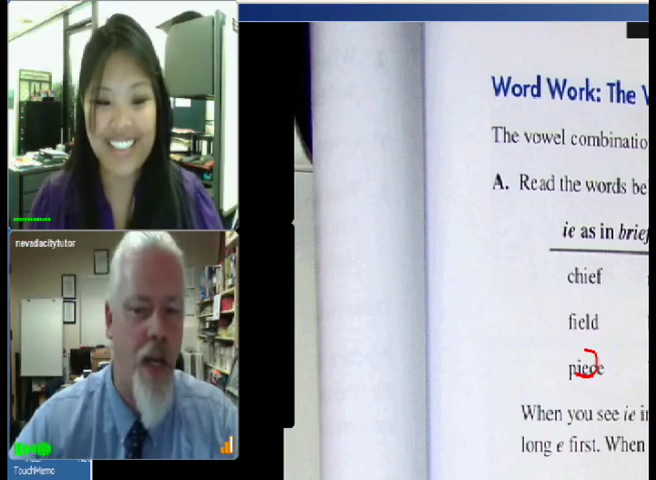 nevadacitytutor
TouchMemo
Word Work: The
The vowel combinatio
A. Read the words be
ie as in brief
chief
field
piece
When you see ie in
long e first. When